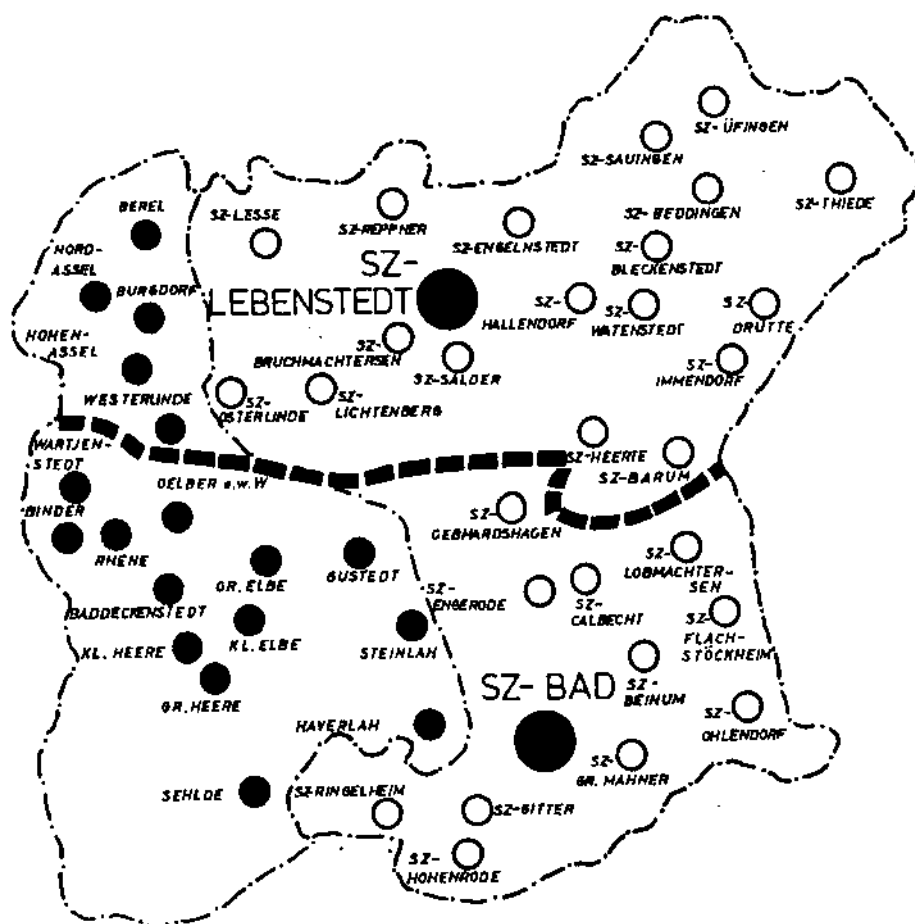 SZ-ÜFINGEN
SZ-SAUINGEN
SZ-THIEDE
SZ-BEDDINGEN
BEREL
SZ-LESSE
SZ-REPPNER
SZ-ENGELNSTEDT
SZ-
BLECKENSTEDT
NORD-
ASSEL
BURGDORF
SZ-
LEBENSTEDT
SZ-
HALLENDORF
SZ-
WATENSTEDT
SZ-
DRÜTTE
HOHEN-
ASSEL
SZ-
BRUCHMACHTERSEN
SZ-SALDER
SZ-
IMMENDORF
WESTERLINDE
SZ-
OSTERLINDE
SZ-
LICHTENBERG
WARTJEN-
STEDT
SZ-HEERTE
SZ-BARUM
OELBER a.w.W
BINDER
RHENE
SZ-
GEBHARDSHAGEN
BADDECKENSTEDT
GR. ELBE
GUSTEDT
SZ-
ENGERODE
SZ-
CALBECHT
SZ-
LOBMACHTER-
SEN
KL. HEERE
KL. ELBE
STEINLAH
SZ-
FLACH-
STÖCKHEIM
GR. HEERE
SZ-BAD
SZ-
BEINUM
HAVERLAH
SZ-
OHLENDORF
SZ-
GR. MAHNER
SEHLDE
SZ-RINGELHEIM
SZ-GITTER
SZ-
HOHENRODE